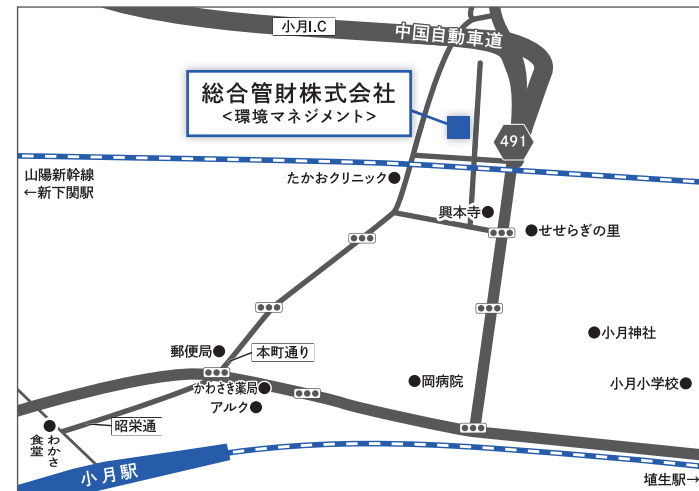 小月I.C
中国自動車道
総合管財株式会社
<環境マネジメント>
491
山陽新幹線
←新下関駅
たかおクリニック
興本寺
せせらぎの里
小月神社
郵便局
本町通り
岡病院
小月小学校
かわさき薬局
アルク
昭栄通
わかさ
食堂
小月駅
埴生駅→